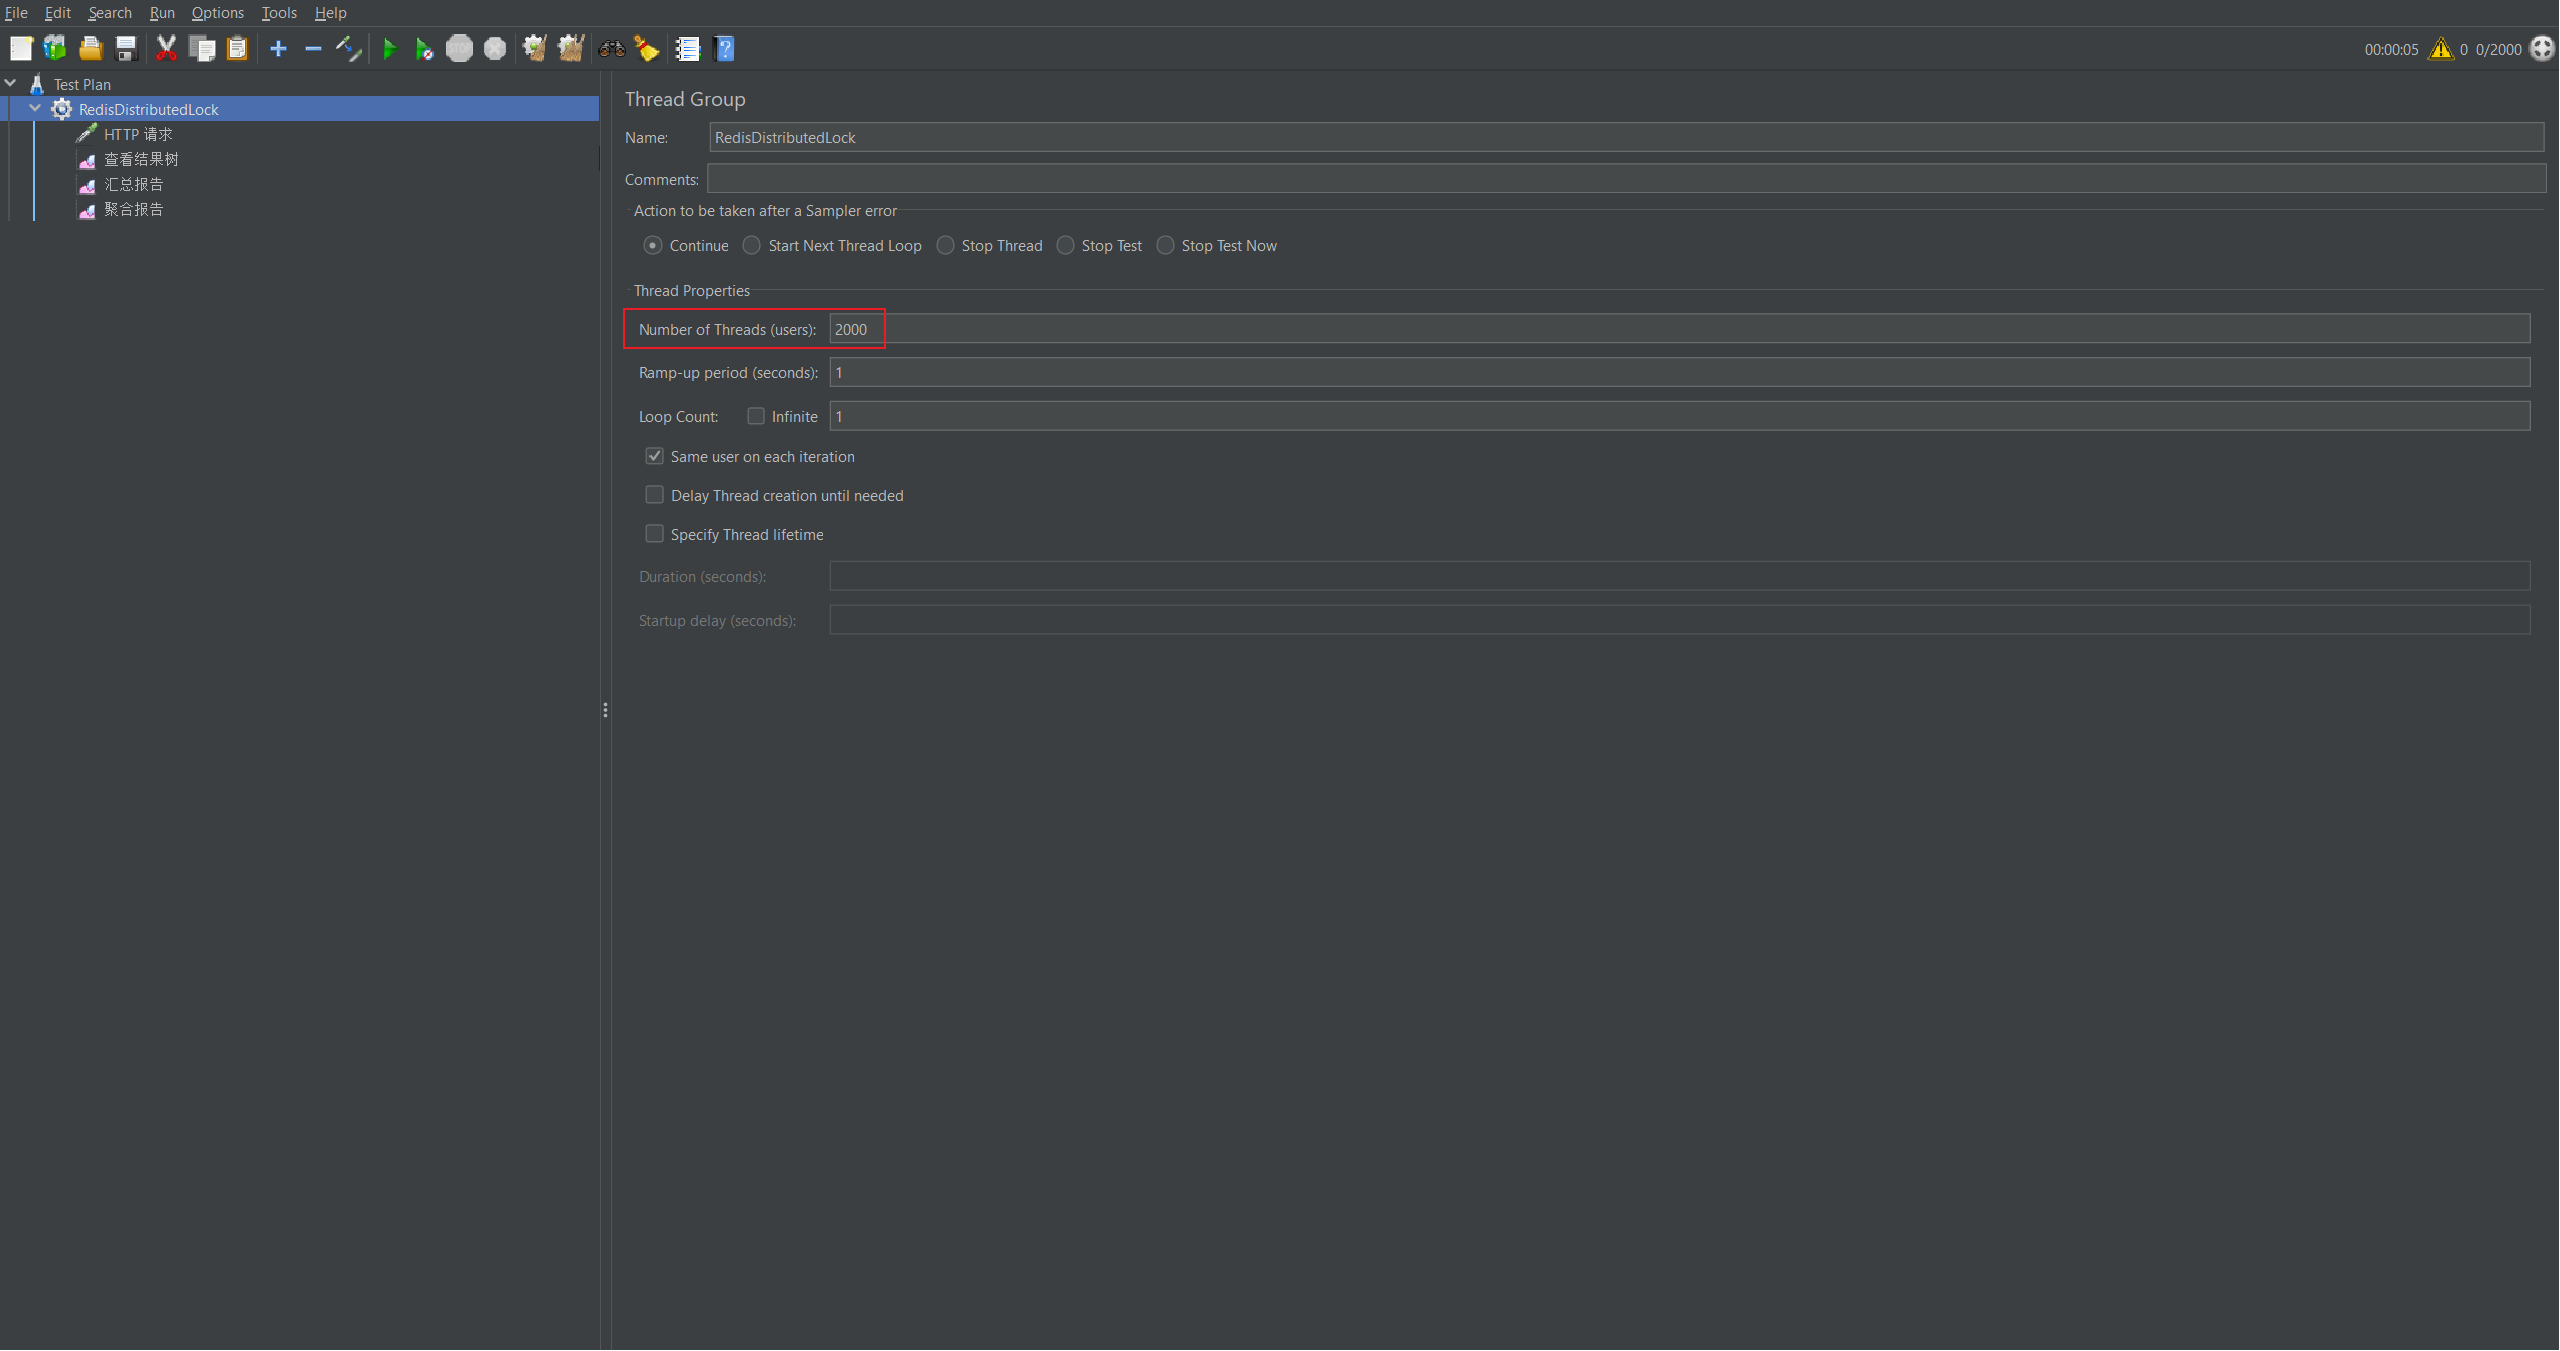 File Edit Search Run Options Tools Help
STOP
00:00:05 0 0/2000
Test Plan
RedisDistributedLock
HTTP 请求
查看结果树
汇总报告
聚合报告
Thread Group
Name: RedisDistributedLock
Comments:
Action to be taken after a Sampler error
Continue Start Next Thread Loop Stop Thread Stop Test Stop Test Now
Thread Properties
Number of Threads (users): 2000
Ramp-up period (seconds): 1
Loop Count: Infinite 1
Same user on each iteration
Delay Thread creation until needed
Specify Thread lifetime
Duration (seconds):
Startup delay (seconds):